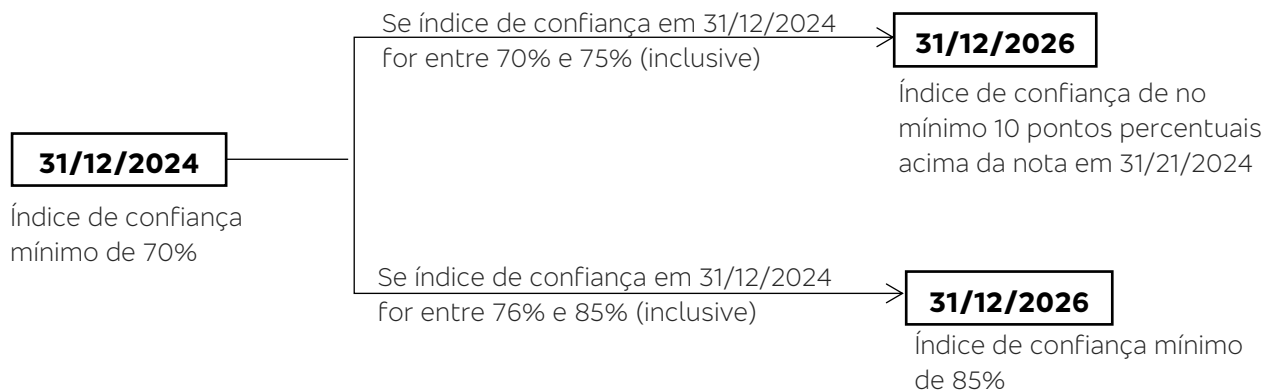 Se índice de confiança em 31/12/2024
for entre 70% e 75% (inclusive)
31/12/2026
Índice de confiança de no
mínimo 10 pontos percentuais
acima da nota em 31/21/2024
31/12/2024
Índice de confiança
mínimo de 70%
Se índice de confiança em 31/12/2024
for entre 76% e 85% (inclusive)
31/12/2026
Índice de confiança mínimo
de 85%